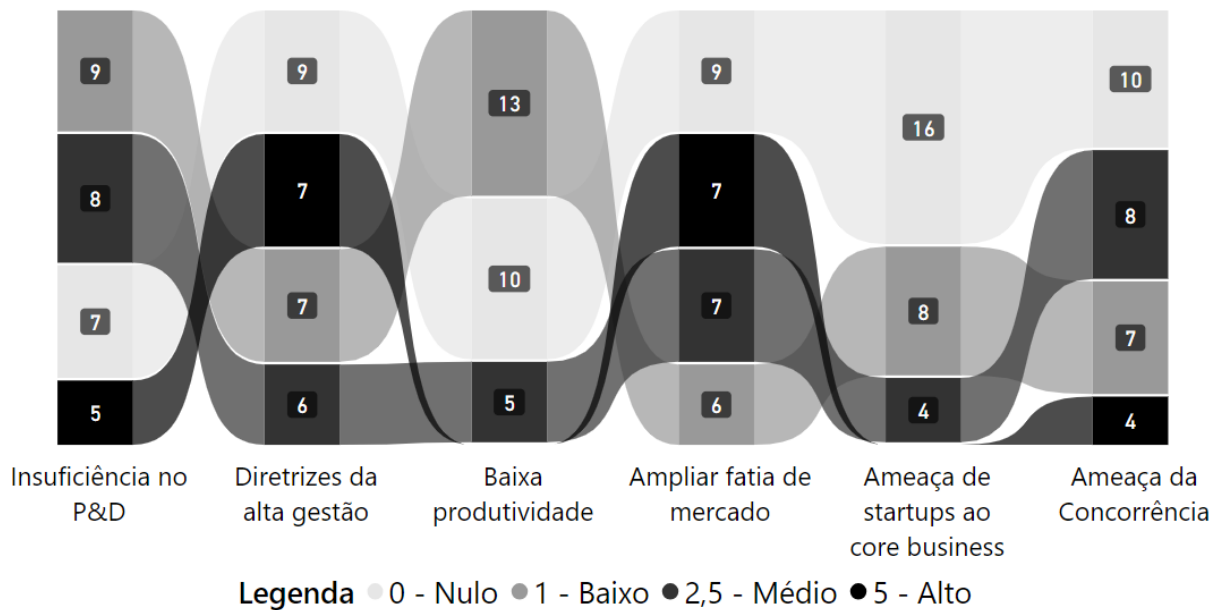 9 9 13 9 16 10
8 7 10 7 8 8
7 7 5 7 4 7
5 6 6 4
Insuficiência no P&D
Diretrizes da alta gestão
Baixa produtividade
Ampliar fatia de mercado
Ameaça de startups ao core business
Ameaça da Concorrência
Legenda 0 - Nulo 1 - Baixo 2,5 - Médio 5 - Alto